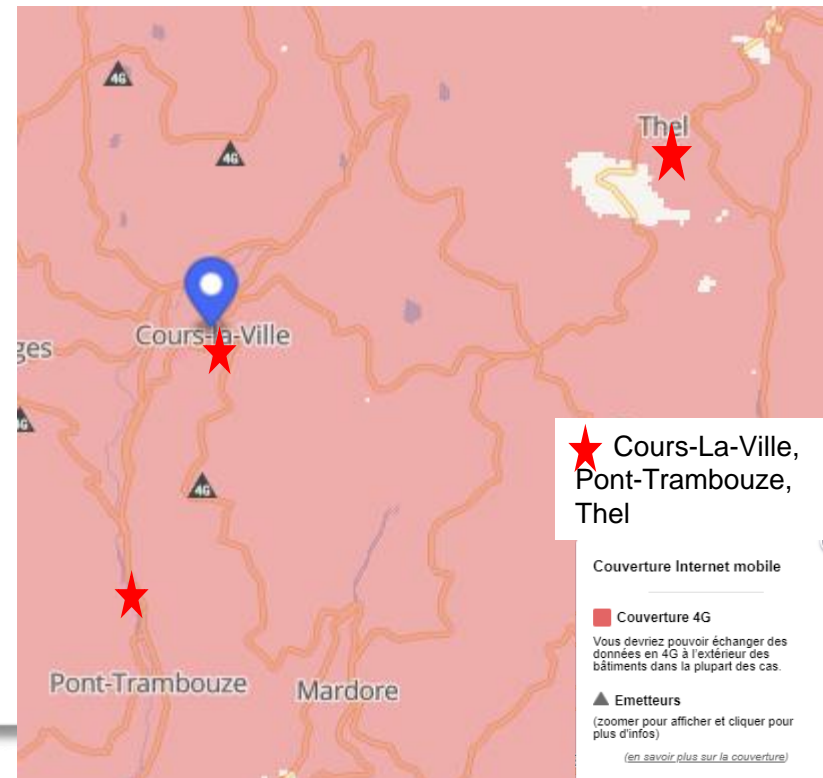 4G
Thel
4G
Cours-la-Ville
ges
4G
Cours-La-Ville,
Pont-Trambouze,
Thel
Couverture Internet mobile
Couverture 4G
Vous devriez pouvoir échanger des
données en 4G à l'extérieur des
bâtiments dans la plupart des cas.
Pont-Trambouze
Mardore
Emetteurs
(zoomer pour afficher et cliquer pour
plus d'infos)
(en savoir plus sur la couverture)